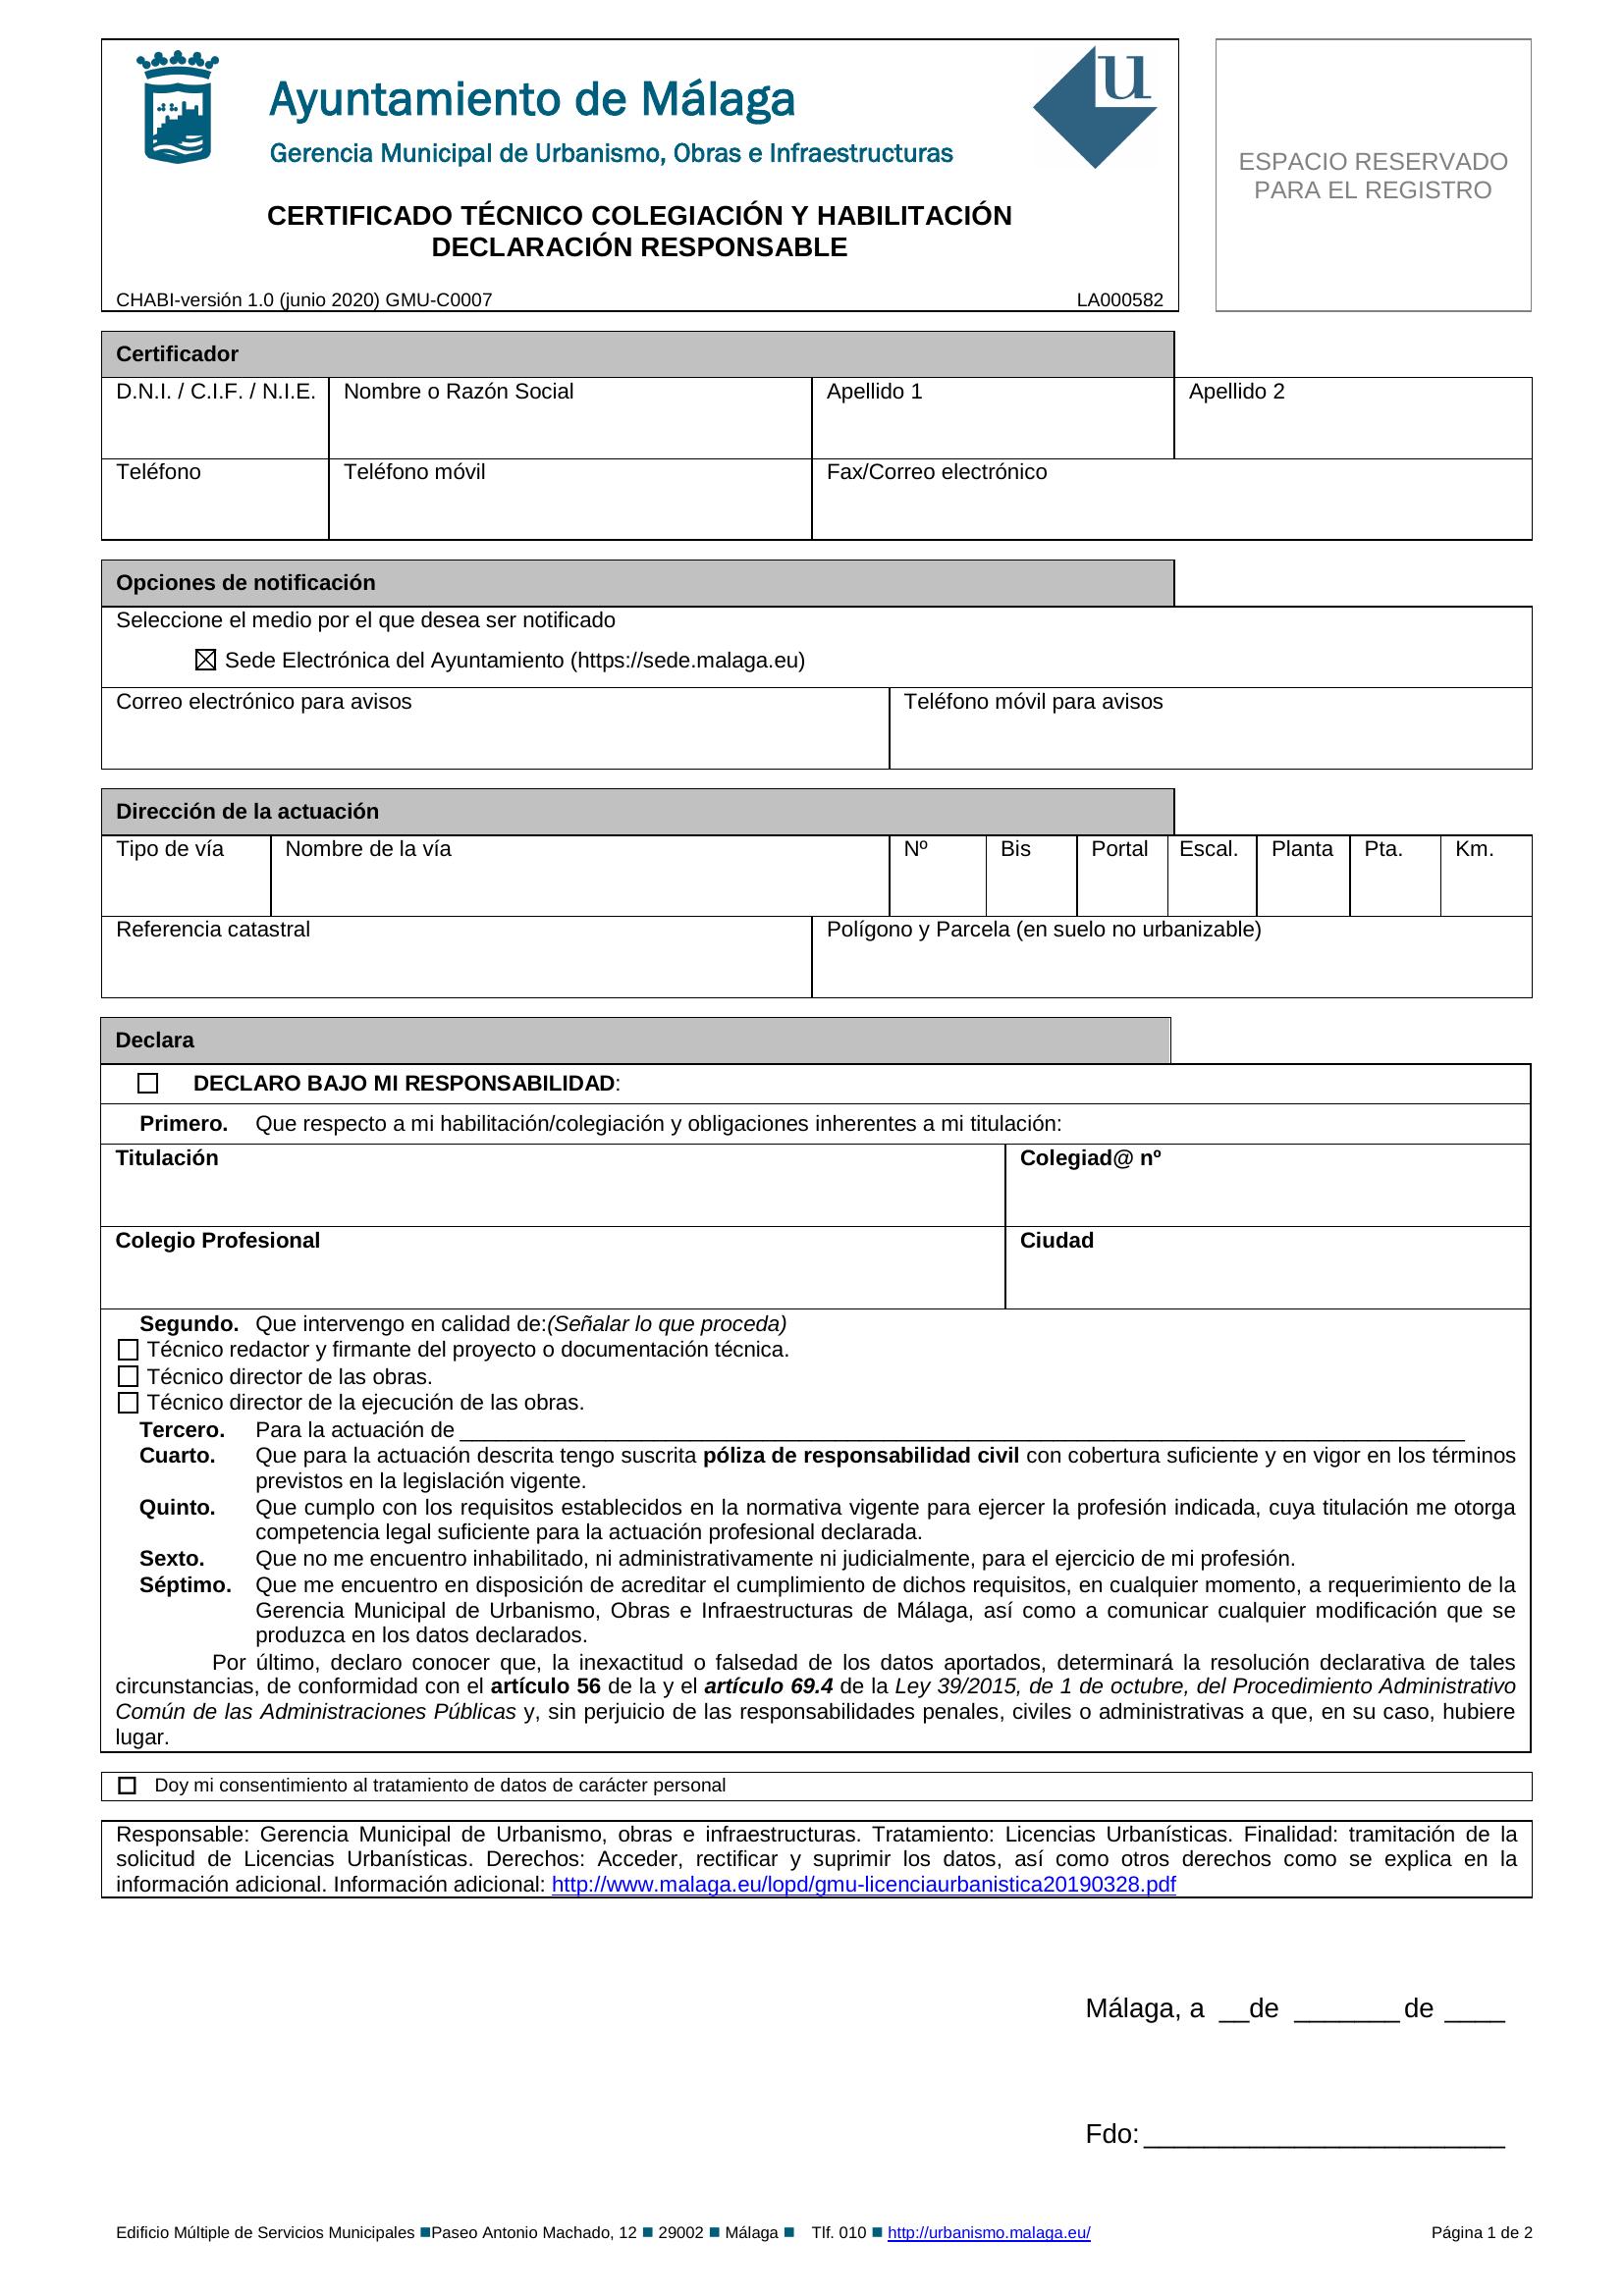 u
Ayuntamiento de Málaga
Gerencia Municipal de Urbanismo, Obras e Infraestructuras
CERTIFICADO TÉCNICO COLEGIACIÓN Y HABILITACIÓN
DECLARACIÓN RESPONSABLE
CHABI-versión 1.0 (junio 2020) GMU-C0007 LA000582
ESPACIO RESERVADO
PARA EL REGISTRO
Certificador
D.N.I. / C.I.F. / N.I.E. Nombre o Razón Social Apellido 1 Apellido 2
Teléfono Teléfono móvil Fax/Correo electrónico
Opciones de notificación
Seleccione el medio por el que desea ser notificado
☒ Sede Electrónica del Ayuntamiento (https://sede.malaga.eu)
Correo electrónico para avisos Teléfono móvil para avisos
Dirección de la actuación
Tipo de vía Nombre de la vía Nº Bis Portal Escal. Planta Pta. Km.
Referencia catastral Polígono y Parcela (en suelo no urbanizable)
Declara
☐ DECLARO BAJO MI RESPONSABILIDAD:
Primero. Que respecto a mi habilitación/colegiación y obligaciones inherentes a mi titulación:
Titulación Colegiad@ nº
Colegio Profesional Ciudad
Segundo. Que intervengo en calidad de:(Señalar lo que proceda)
☐ Técnico redactor y firmante del proyecto o documentación técnica.
☐ Técnico director de las obras.
☐ Técnico director de la ejecución de las obras.
Tercero. Para la actuación de ____________________
Cuarto. Que para la actuación descrita tengo suscrita póliza de responsabilidad civil con cobertura suficiente y en vigor en los términos
previstos en la legislación vigente.
Quinto. Que cumplo con los requisitos establecidos en la normativa vigente para ejercer la profesión indicada, cuya titulación me otorga
competencia legal suficiente para la actuación profesional declarada.
Sexto. Que no me encuentro inhabilitado, ni administrativamente ni judicialmente, para el ejercicio de mi profesión.
Séptimo. Que me encuentro en disposición de acreditar el cumplimiento de dichos requisitos, en cualquier momento, a requerimiento de la
Gerencia Municipal de Urbanismo, Obras e Infraestructuras de Málaga, así como a comunicar cualquier modificación que se
produzca en los datos declarados.
Por último, declaro conocer que, la inexactitud o falsedad de los datos aportados, determinará la resolución declarativa de tales
circunstancias, de conformidad con el artículo 56 de la y el artículo 69.4 de la Ley 39/2015, de 1 de octubre, del Procedimiento Administrativo
Común de las Administraciones Públicas y, sin perjuicio de las responsabilidades penales, civiles o administrativas a que, en su caso, hubiere
lugar.
☐ Doy mi consentimiento al tratamiento de datos de carácter personal
Responsable: Gerencia Municipal de Urbanismo, obras e infraestructuras. Tratamiento: Licencias Urbanísticas. Finalidad: tramitación de la
solicitud de Licencias Urbanísticas. Derechos: Acceder, rectificar y suprimir los datos, así como otros derechos como se explica en la
información adicional. Información adicional: http://www.malaga.eu/lopd/gmu-licenciaurbanistica20190328.pdf
Málaga, a __de _______ de ____
Fdo: ________________________
Edificio Múltiple de Servicios Municipales ■Paseo Antonio Machado, 12 ■ 29002 ■ Málaga ■ Tlf. 010 ■ http://urbanismo.malaga.eu/ Página 1 de 2